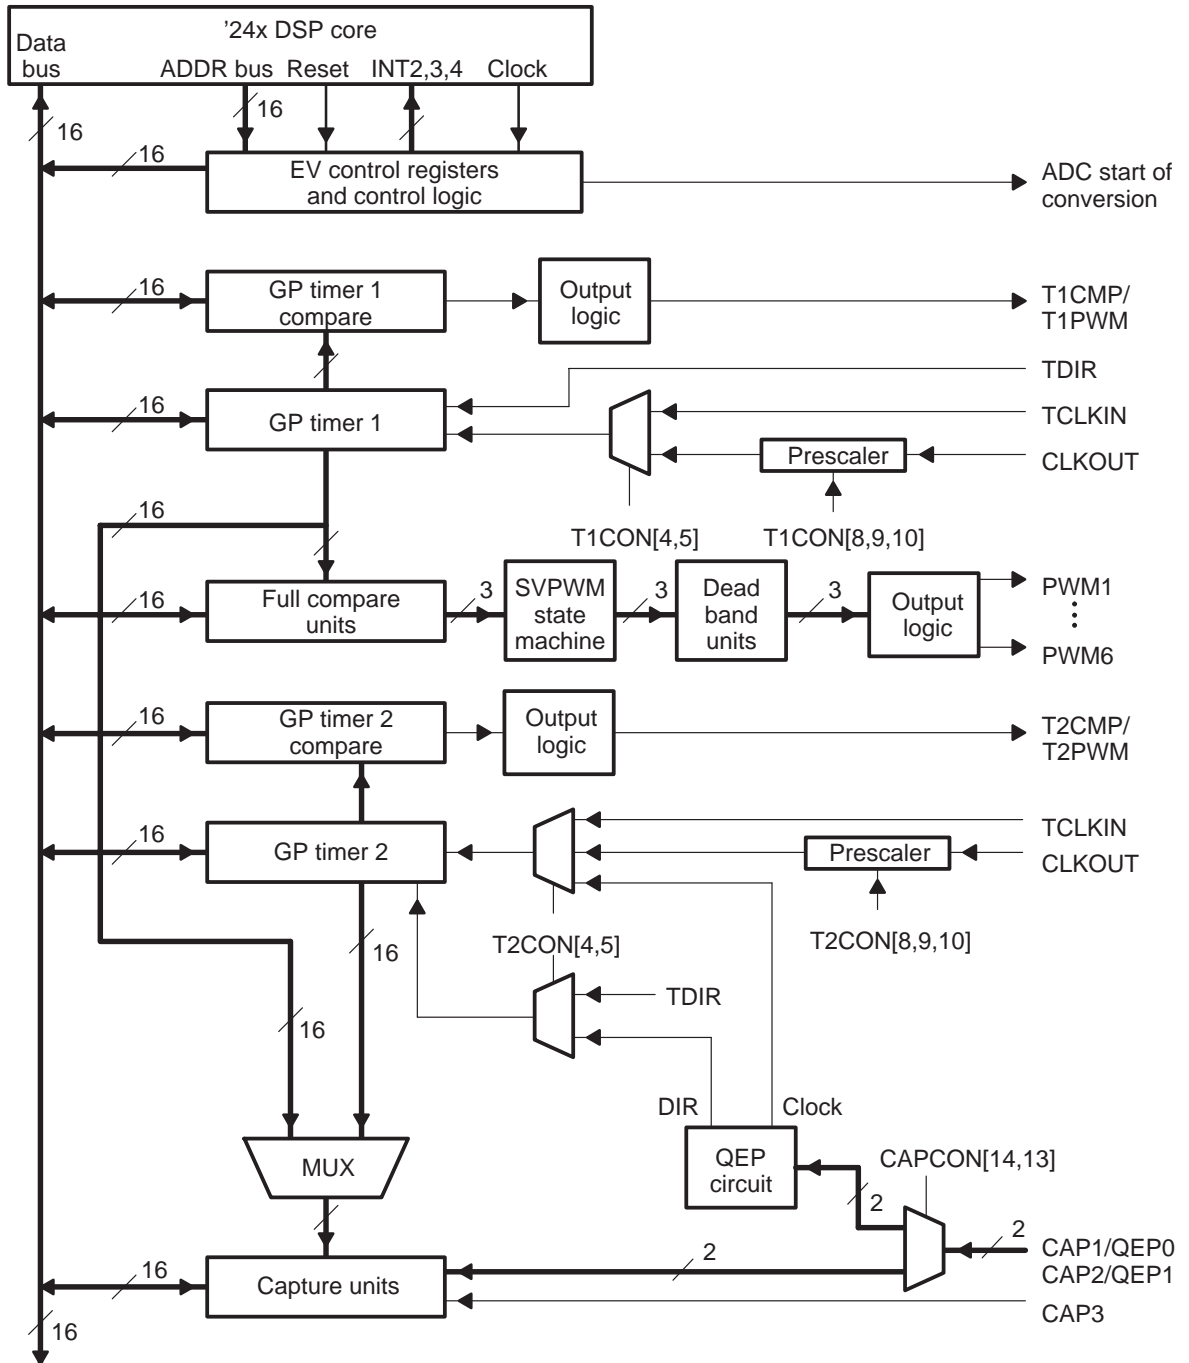 '24x DSP core
Data
bus
ADDR bus
Reset
INT2,3,4
Clock
16
16
16
EV control registers
and control logic
ADC start of
conversion
16
GP timer 1
compare
Output
logic
T1CMP/
T1PWM
TDIR
16
GP timer 1
TCLKIN
Prescaler
CLKOUT
T1CON[4,5]
T1CON[8,9,10]
16
16
Full compare
units
3
SVPWM
state
machine
3
Dead
band
units
3
Output
logic
PWM1
PWM6
16
GP timer 2
compare
Output
logic
T2CMP/
T2PWM
TCLKIN
16
GP timer 2
Prescaler
CLKOUT
T2CON[4,5]
T2CON[8,9,10]
16
TDIR
16
DIR
Clock
MUX
QEP
circuit
CAPCON[14,13]
2
2
CAP1/QEP0
CAP2/QEP1
2
16
Capture units
CAP3
16